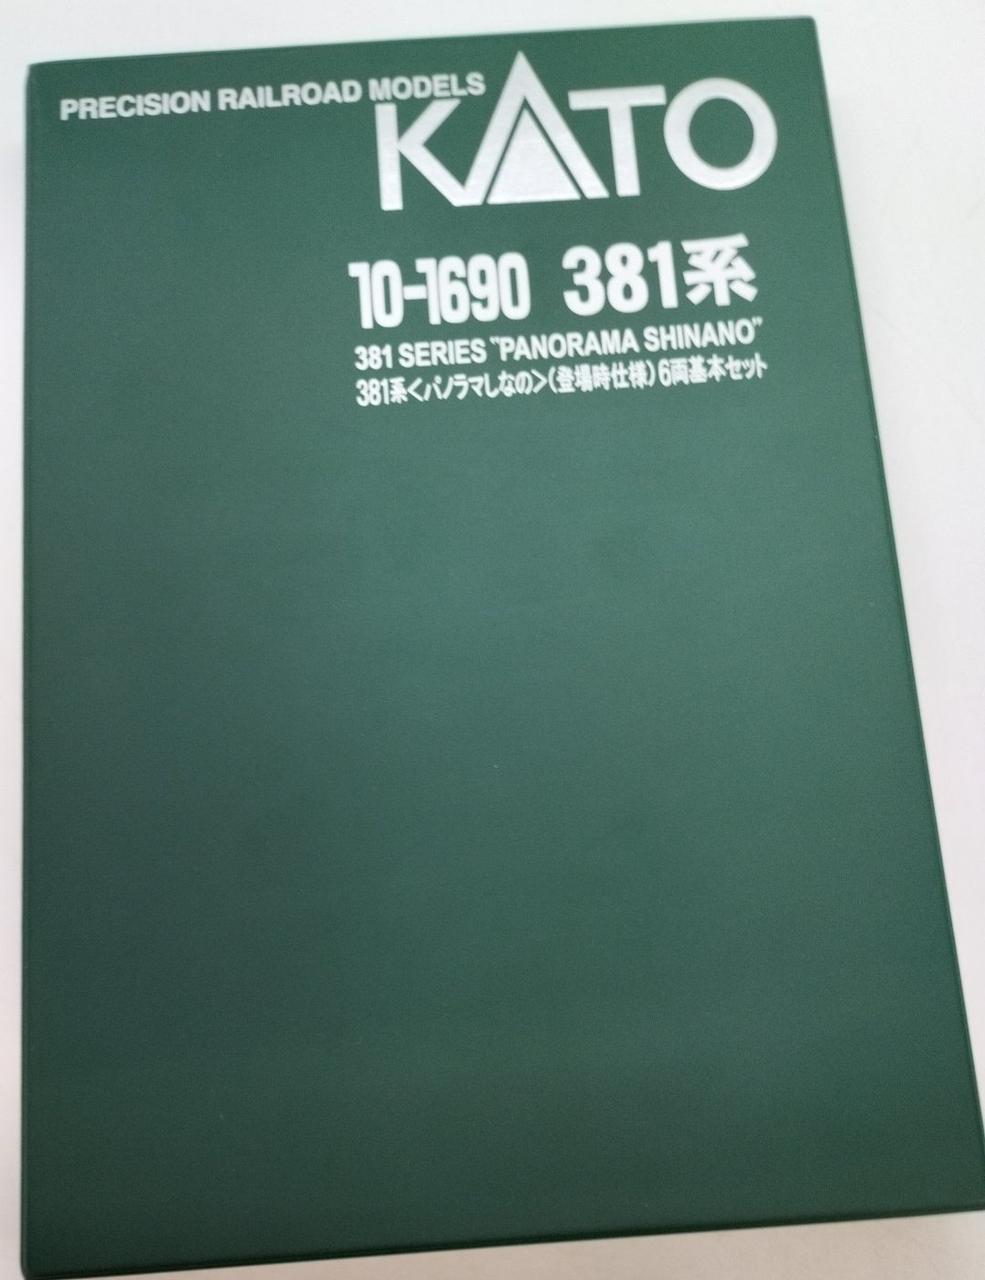 PRECISION RAILROAD MODELS
KATO
10-1690 381系
381 SERIES "PANORAMA SHINANO"
381系<パノラマしなの>(登場時仕様)6両基本セット